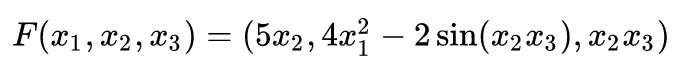 F(x₁, x₂, x₃) = (5x₂, 4x₁² − 2 sin(x₂x₃), x₂x₃)